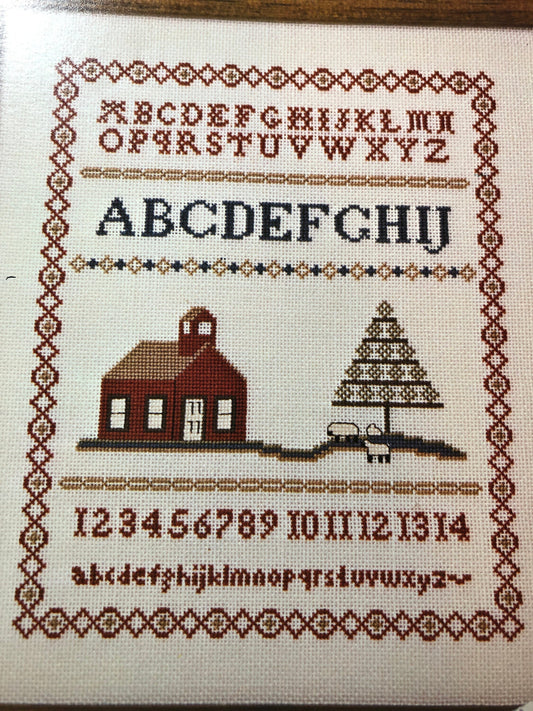 ABCDEFGHIJKLMN
OPQRSTUVWXYZ
ABCDEFGHIJ
123456789 10 11 12 13 14
abcdefghijklmnopqrstuvwxyz